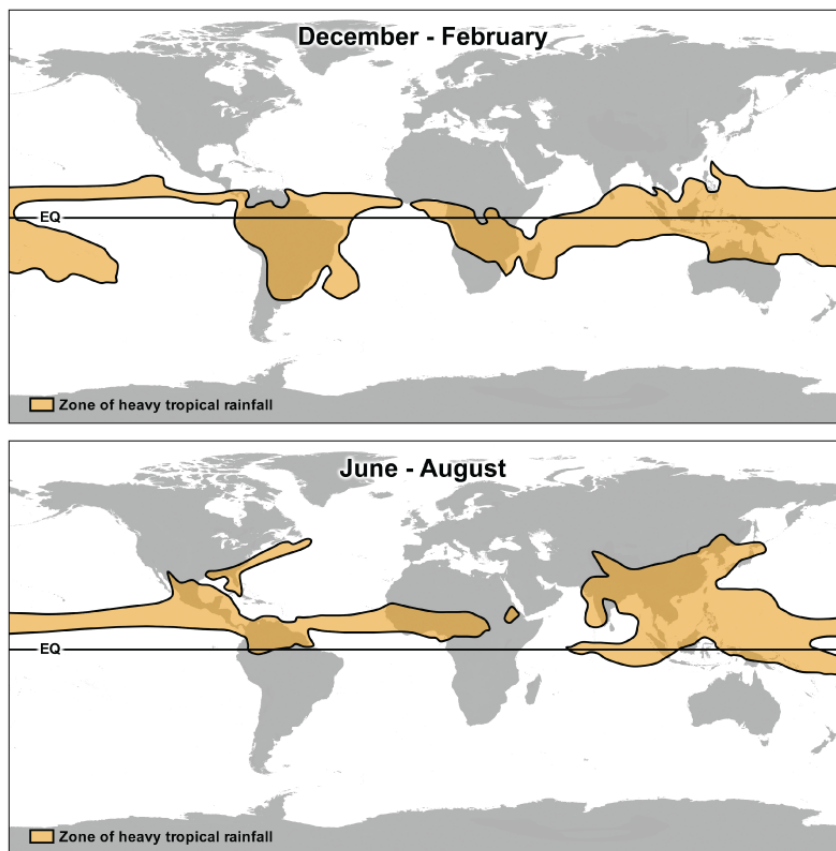 December - February
EQ
Zone of heavy tropical rainfall
June - August
EQ
Zone of heavy tropical rainfall